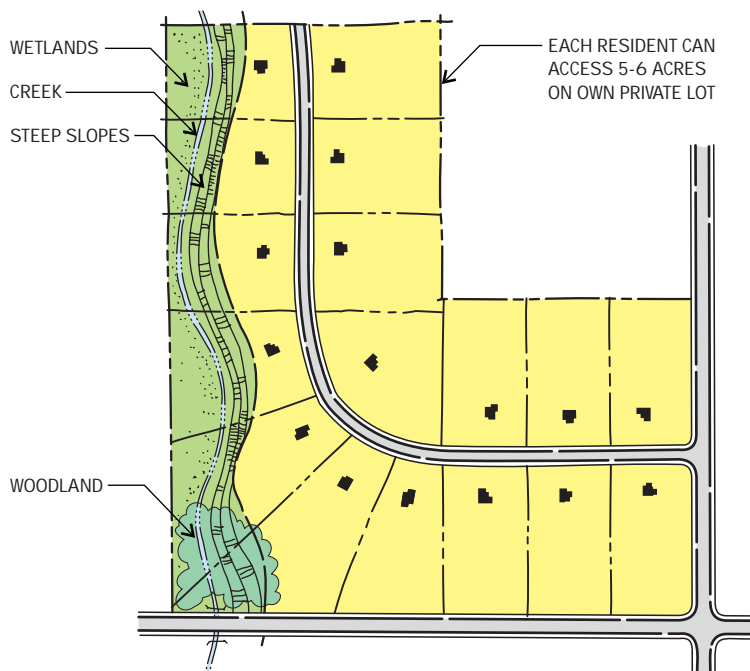 WETLANDS
CREEK
STEEP SLOPES
EACH RESIDENT CAN
ACCESS 5-6 ACRES
ON OWN PRIVATE LOT
WOODLAND